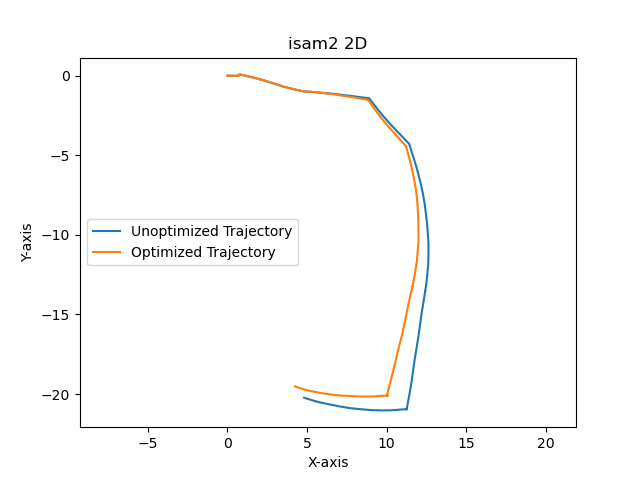 isam2 2D
0
−5
−10
−15
−20
Y-axis
Unoptimized Trajectory
Optimized Trajectory
−5
0
5
10
15
20
X-axis